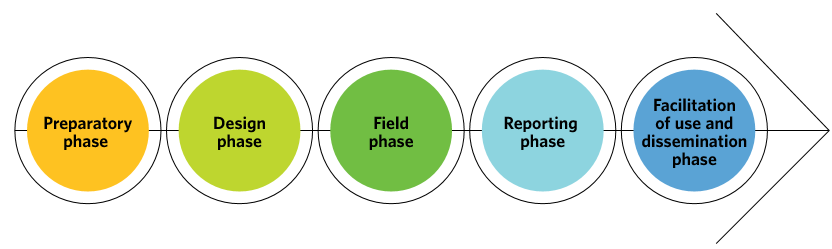 Preparatory
phase
Design
phase
Field
phase
Reporting
phase
Facilitation
of use and
dissemination
phase